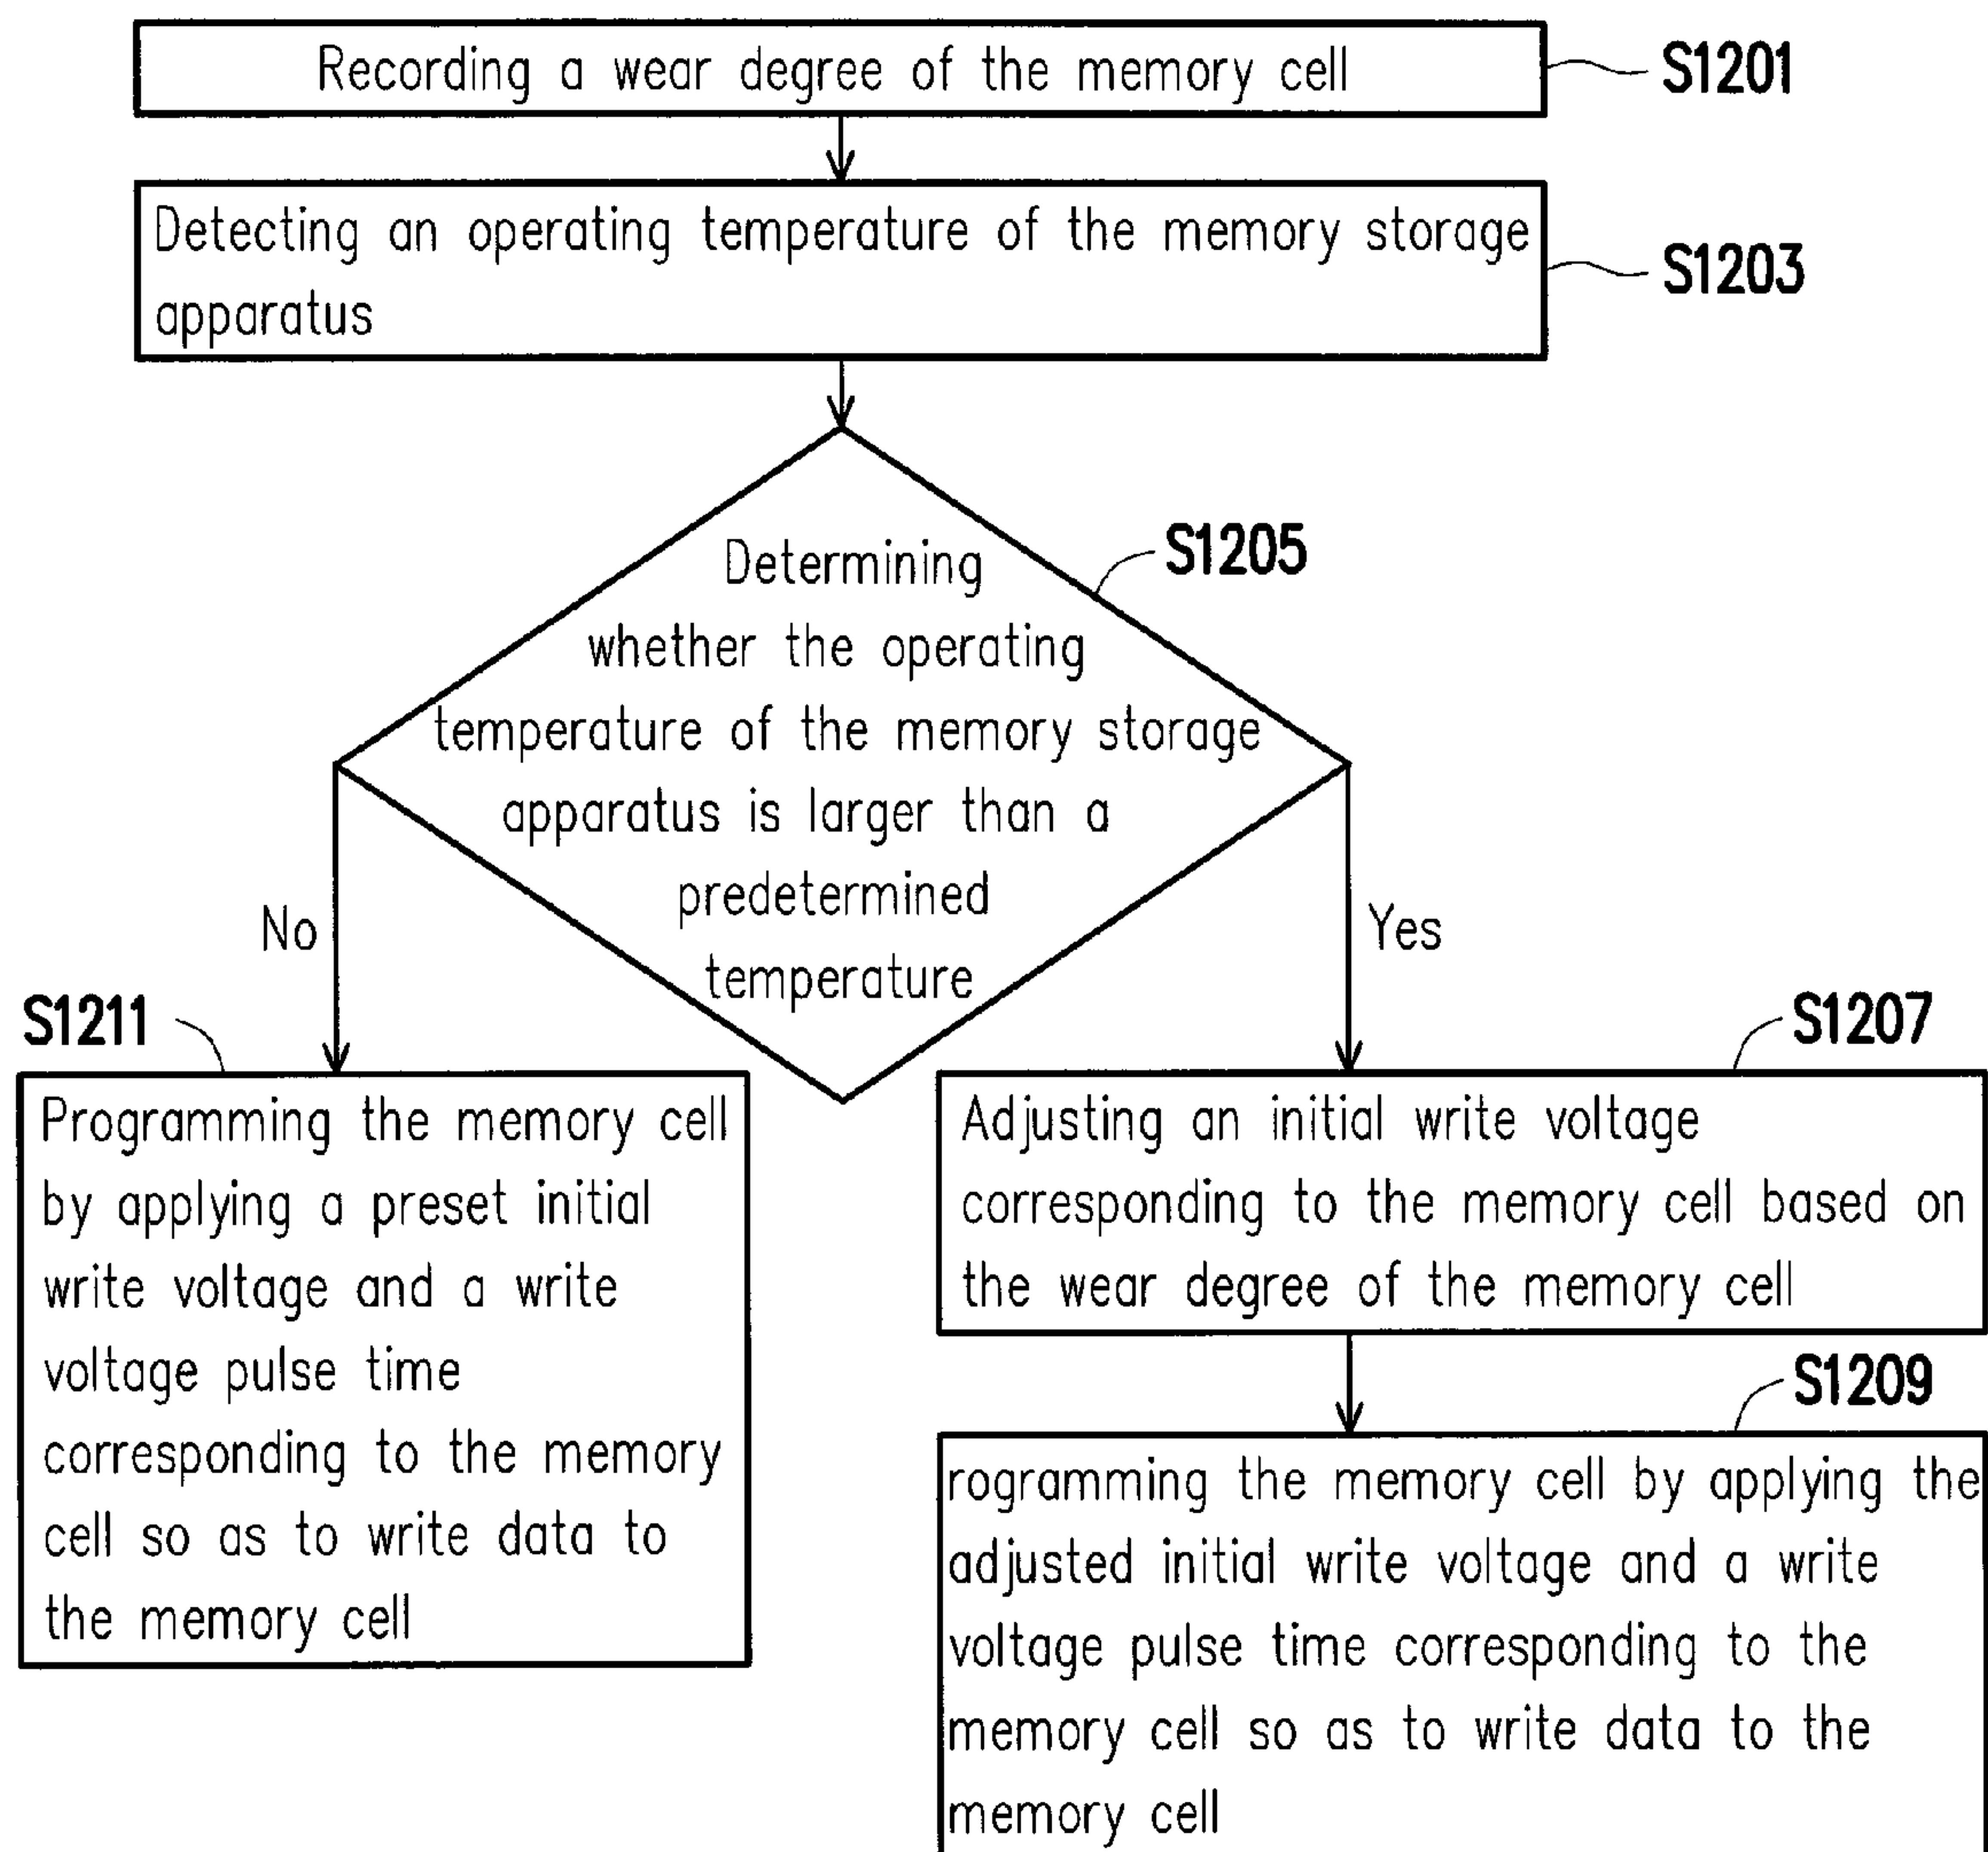 Recording a wear degree of the memory cell
S1201
Detecting an operating temperature of the memory storage
apparatus
S1203
Determining
whether the operating
temperature of the memory storage
apparatus is larger than a
predetermined
temperature
S1205
No
Yes
S1211
Programming the memory cell
by applying a preset initial
write voltage and a write
voltage pulse time
corresponding to the memory
cell so as to write data to
the memory cell
S1207
Adjusting an initial write voltage
corresponding to the memory cell based on
the wear degree of the memory cell
S1209
rogramming the memory cell by applying the
adjusted initial write voltage and a write
voltage pulse time corresponding to the
memory cell so as to write data to the
memory cell